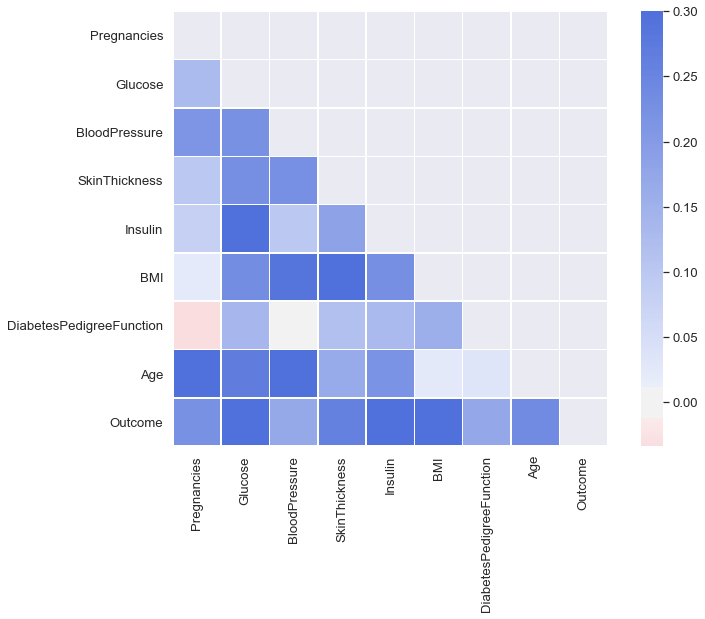 Pregnancies
Glucose
BloodPressure
SkinThickness
Insulin
BMI
DiabetesPedigreeFunction
Age
Outcome
Pregnancies
Glucose
BloodPressure
SkinThickness
Insulin
BMI
DiabetesPedigreeFunction
Age
Outcome
0.30
0.25
0.20
0.15
0.10
0.05
0.00